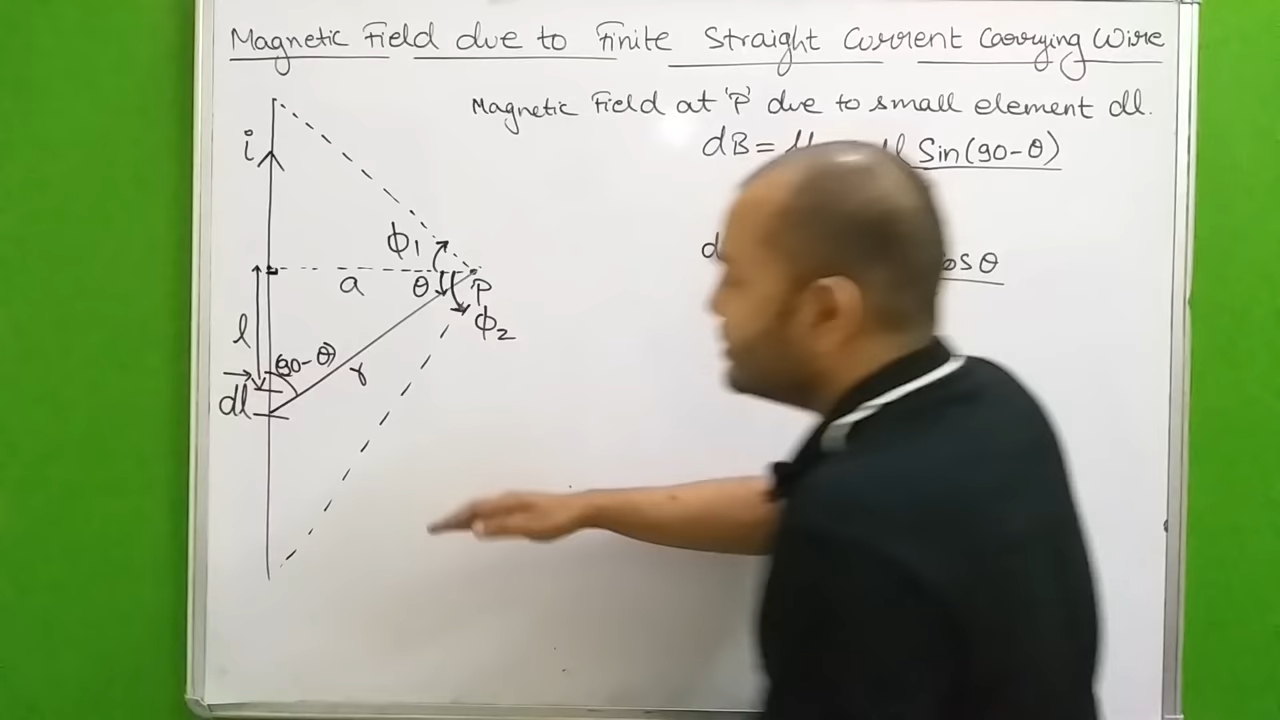 Magnetic Field due to Finite Straight Current Carrying Wire
Magnetic Field at 'P' due to small element dl.
dB = Sin(90-θ)
i
ϕ1
d osθ
a
θ
P
l
ϕ2
(90-θ)
r
dl